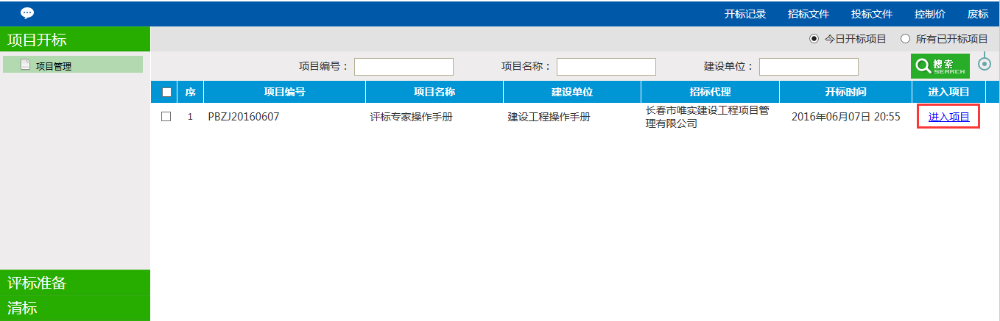 开标记录 招标文件 投标文件 控制价 废标
项目开标
今日开标项目 所有已开标项目
项目管理
项目编号： 项目名称： 建设单位： 搜索 SEARCH
序 项目编号 项目名称 建设单位 招标代理 开标时间 进入项目
1 PBZJ20160607 评标专家操作手册 建设工程操作手册 长春市唯实建设工程项目管 2016年06月07日 20:55 进入项目
理有限公司
评标准备
清标